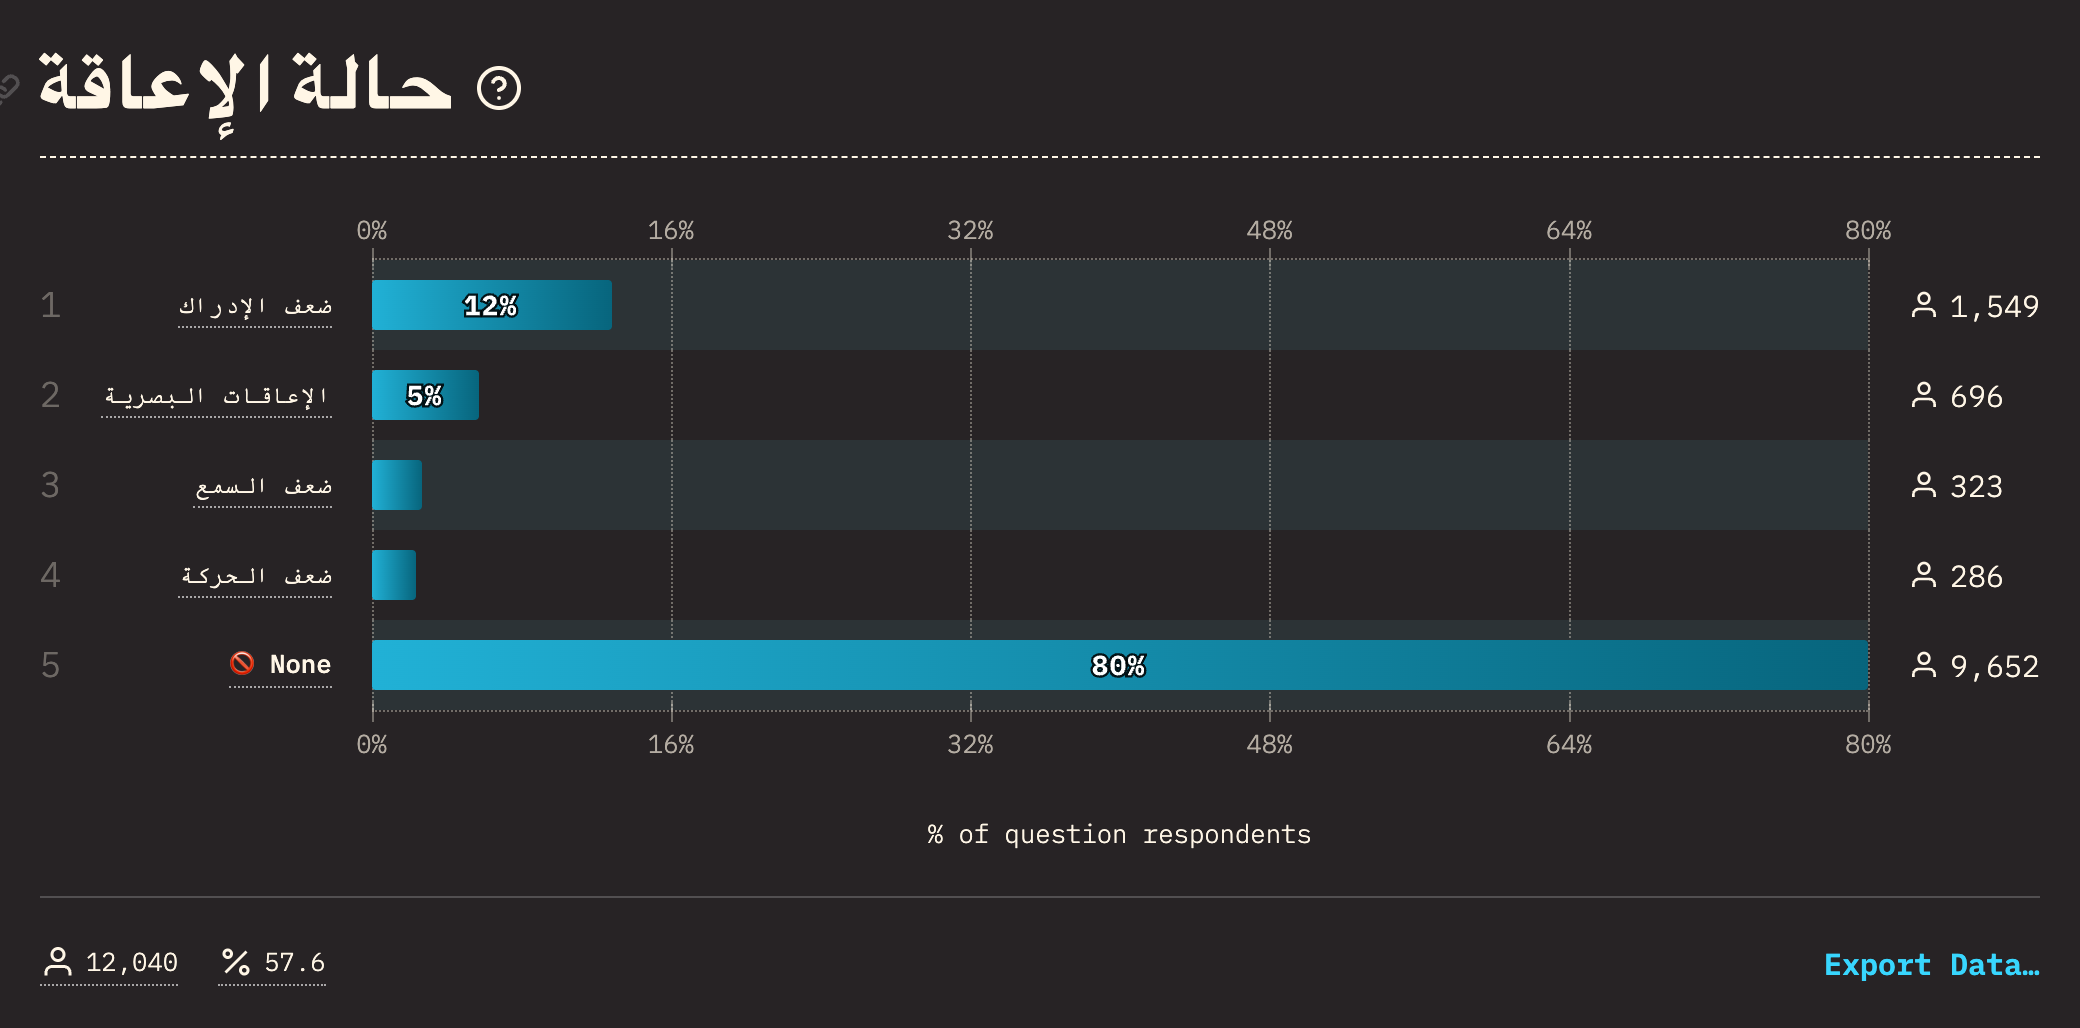 حالة الإعاقة
0% 16% 32% 48% 64% 80%
1 ضعف الإدراك 12% 1,549
2 الإعاقات البصرية 5% 696
3 ضعف السمع 323
4 ضعف الحركة 286
5 🚫 None 80% 9,652
0% 16% 32% 48% 64% 80%
% of question respondents
12,040 % 57.6 Export Data…